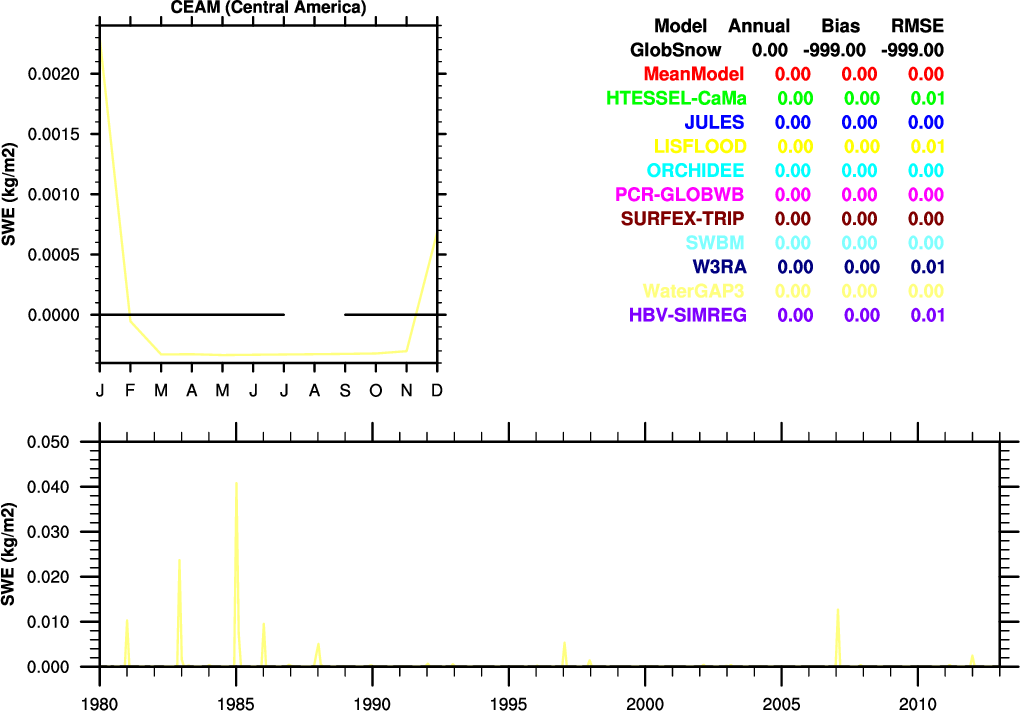 CEAM (Central America)
SWE (kg/m2)
0.0020
0.0015
0.0010
0.0005
0.0000
J F M A M J J A S O N D
Model Annual Bias RMSE
GlobSnow 0.00 -999.00 -999.00
MeanModel 0.00 0.00 0.00
HTESSEL-CaMa 0.00 0.00 0.01
JULES 0.00 0.00 0.00
LISFLOOD 0.00 0.00 0.01
ORCHIDEE 0.00 0.00 0.00
PCR-GLOBWB 0.00 0.00 0.00
SURFEX-TRIP 0.00 0.00 0.00
SWBM 0.00 0.00 0.00
W3RA 0.00 0.00 0.01
WaterGAP3 0.00 0.00 0.00
HBV-SIMREG 0.00 0.00 0.01
SWE (kg/m2)
0.050
0.040
0.030
0.020
0.010
0.000
1980 1985 1990 1995 2000 2005 2010